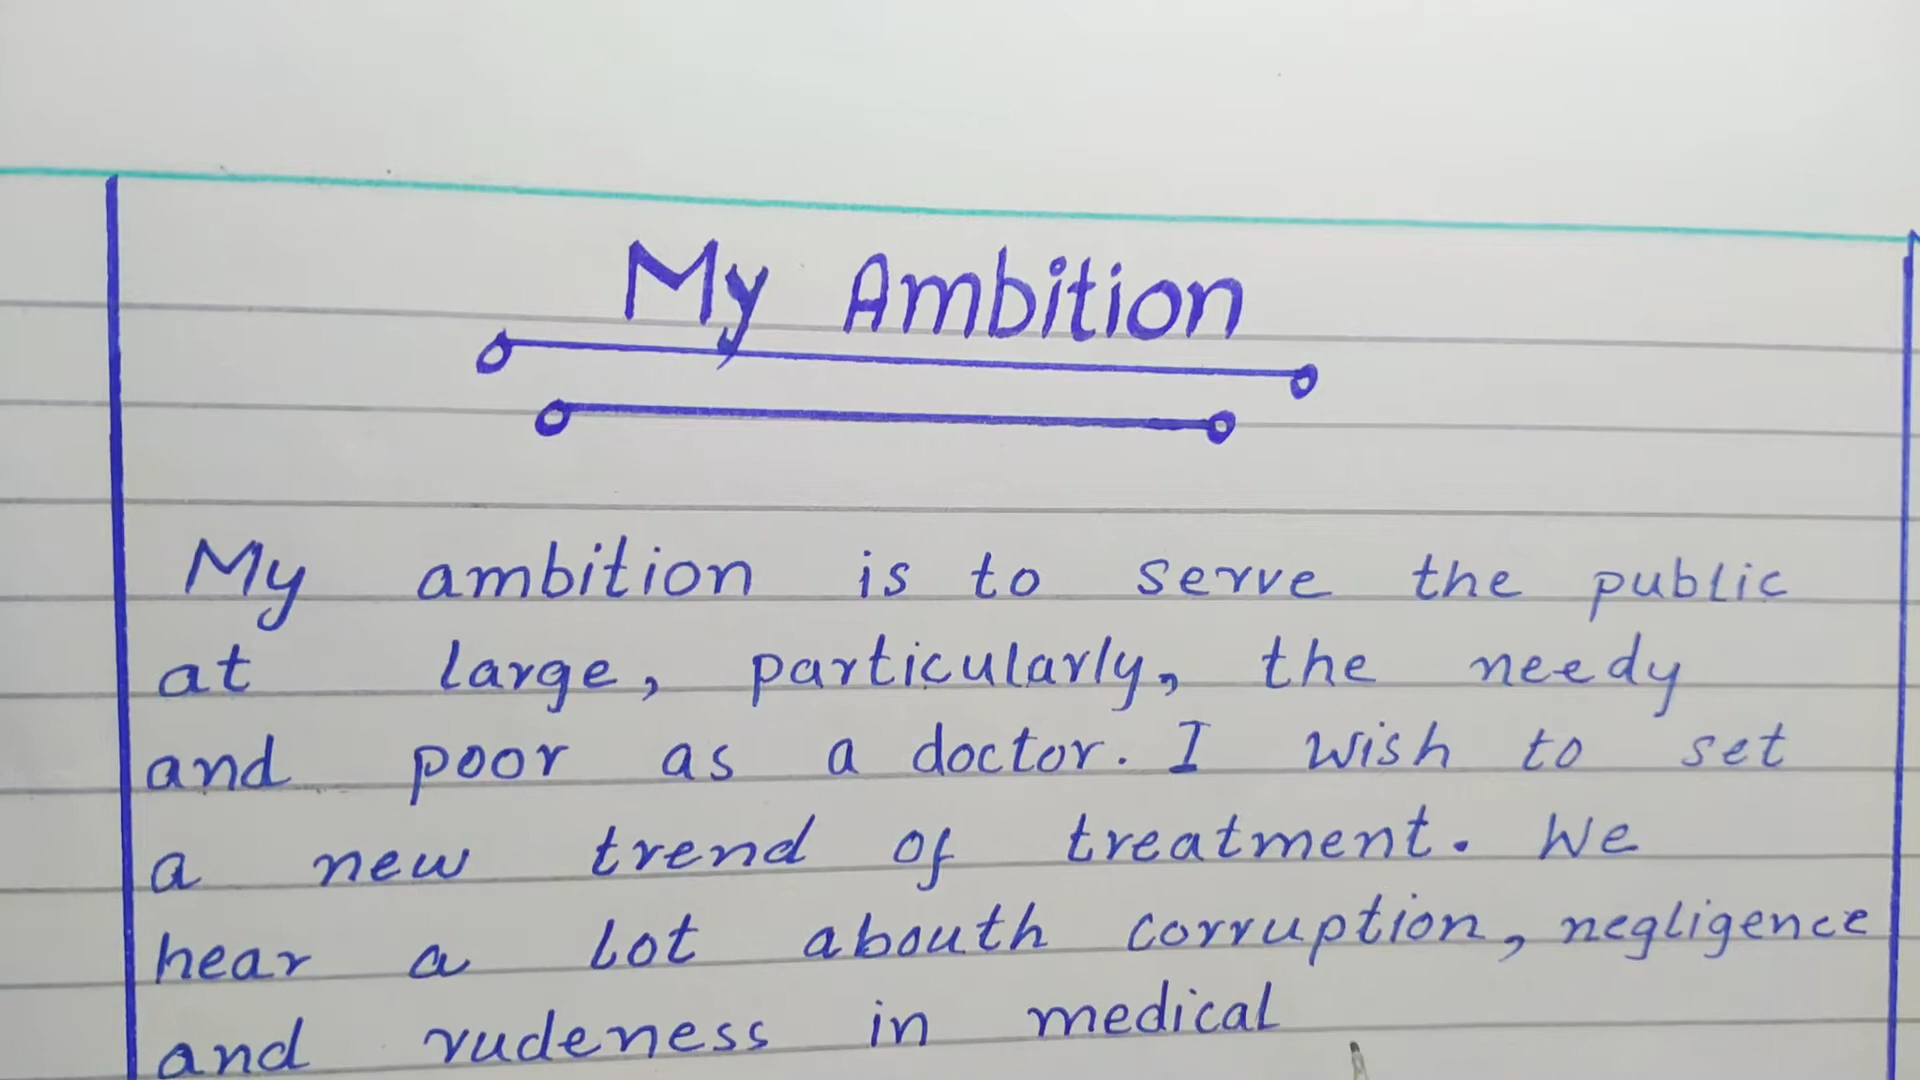 My Ambition
My ambition is to serve the public
at large, particularly, the needy
and poor as a doctor. I wish to set
a new trend of treatment. We
hear a lot abouth corruption, negligence
and rudeness in medical